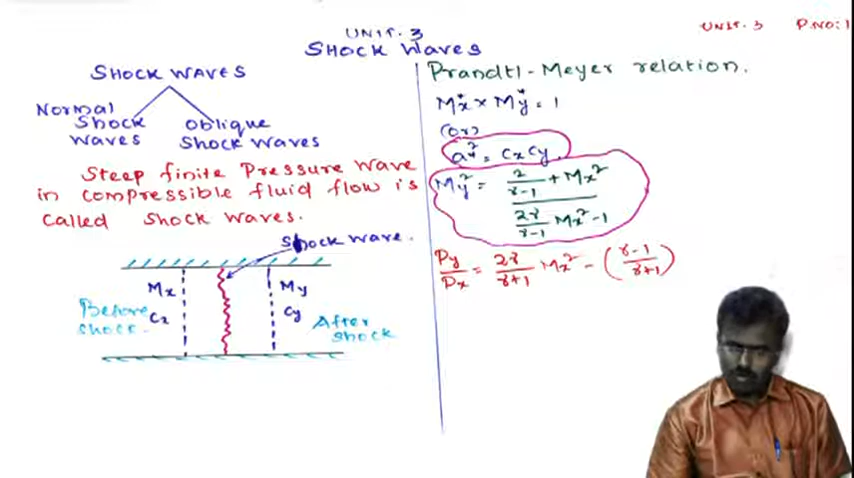 UNIT. 3
SHOCK WAVES
UNIT. 3 P.NO: 1
SHOCK WAVES
Normal Shock Waves
Oblique Shock Waves
Steep finite Pressure Wave
in compressible fluid flow is
called Shock waves.
Shock wave.
Before Shock.
Mx
Cx
My
Cy
After Shock
Prandtl-Meyer relation.
M*x × M*y = 1
(or)
a*² = Cx Cy
My² = (2/(γ-1) + Mx²) / (2γ/(γ-1) Mx² - 1)
Py/Px = 2γ/(γ+1) Mx² - ((γ-1)/(γ+1))